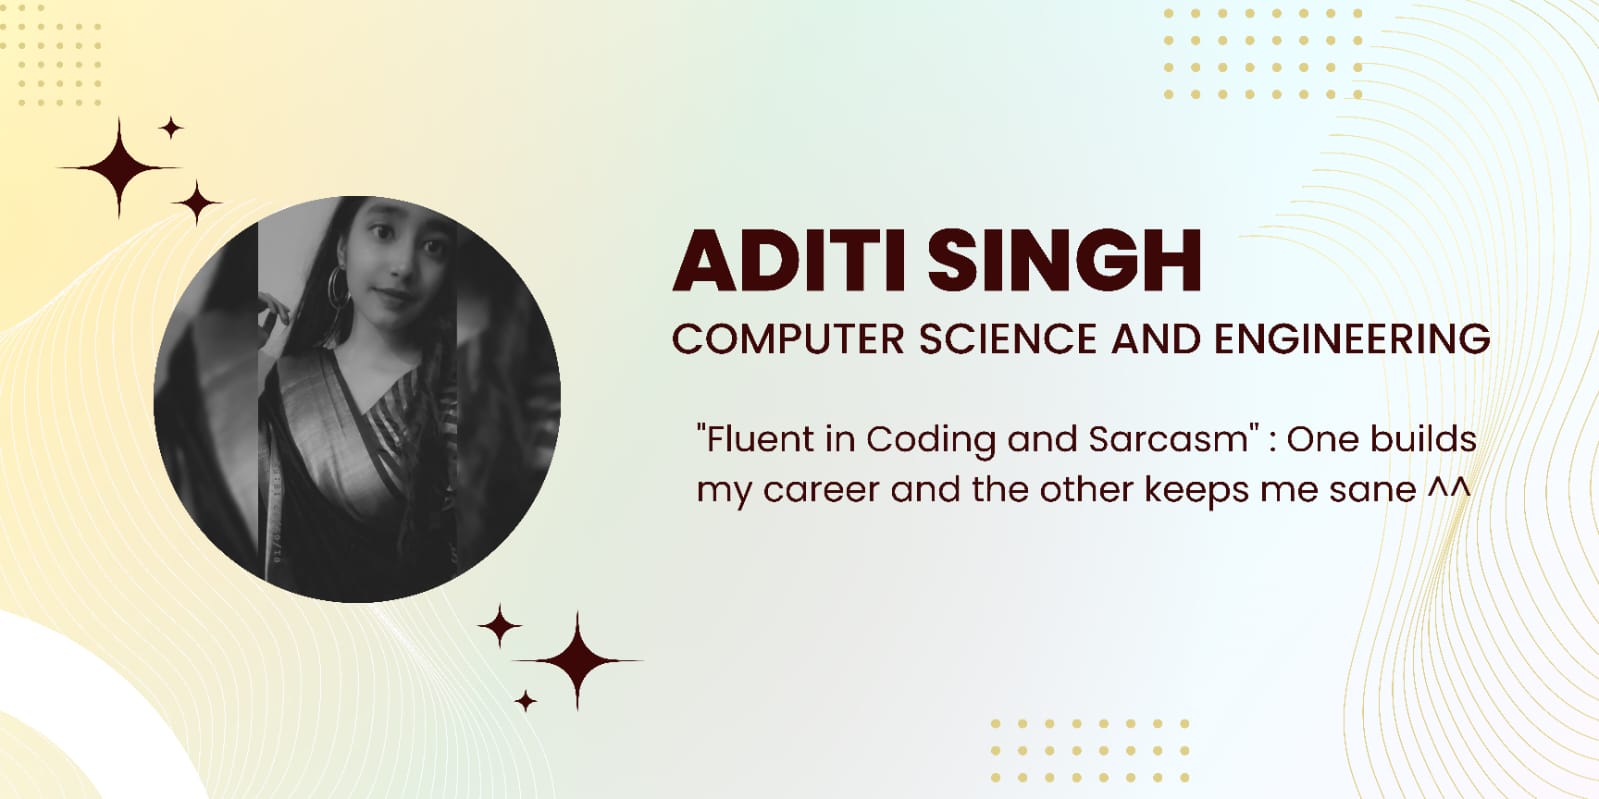 ADITI SINGH
COMPUTER SCIENCE AND ENGINEERING
"Fluent in Coding and Sarcasm" : One builds
my career and the other keeps me sane ^^